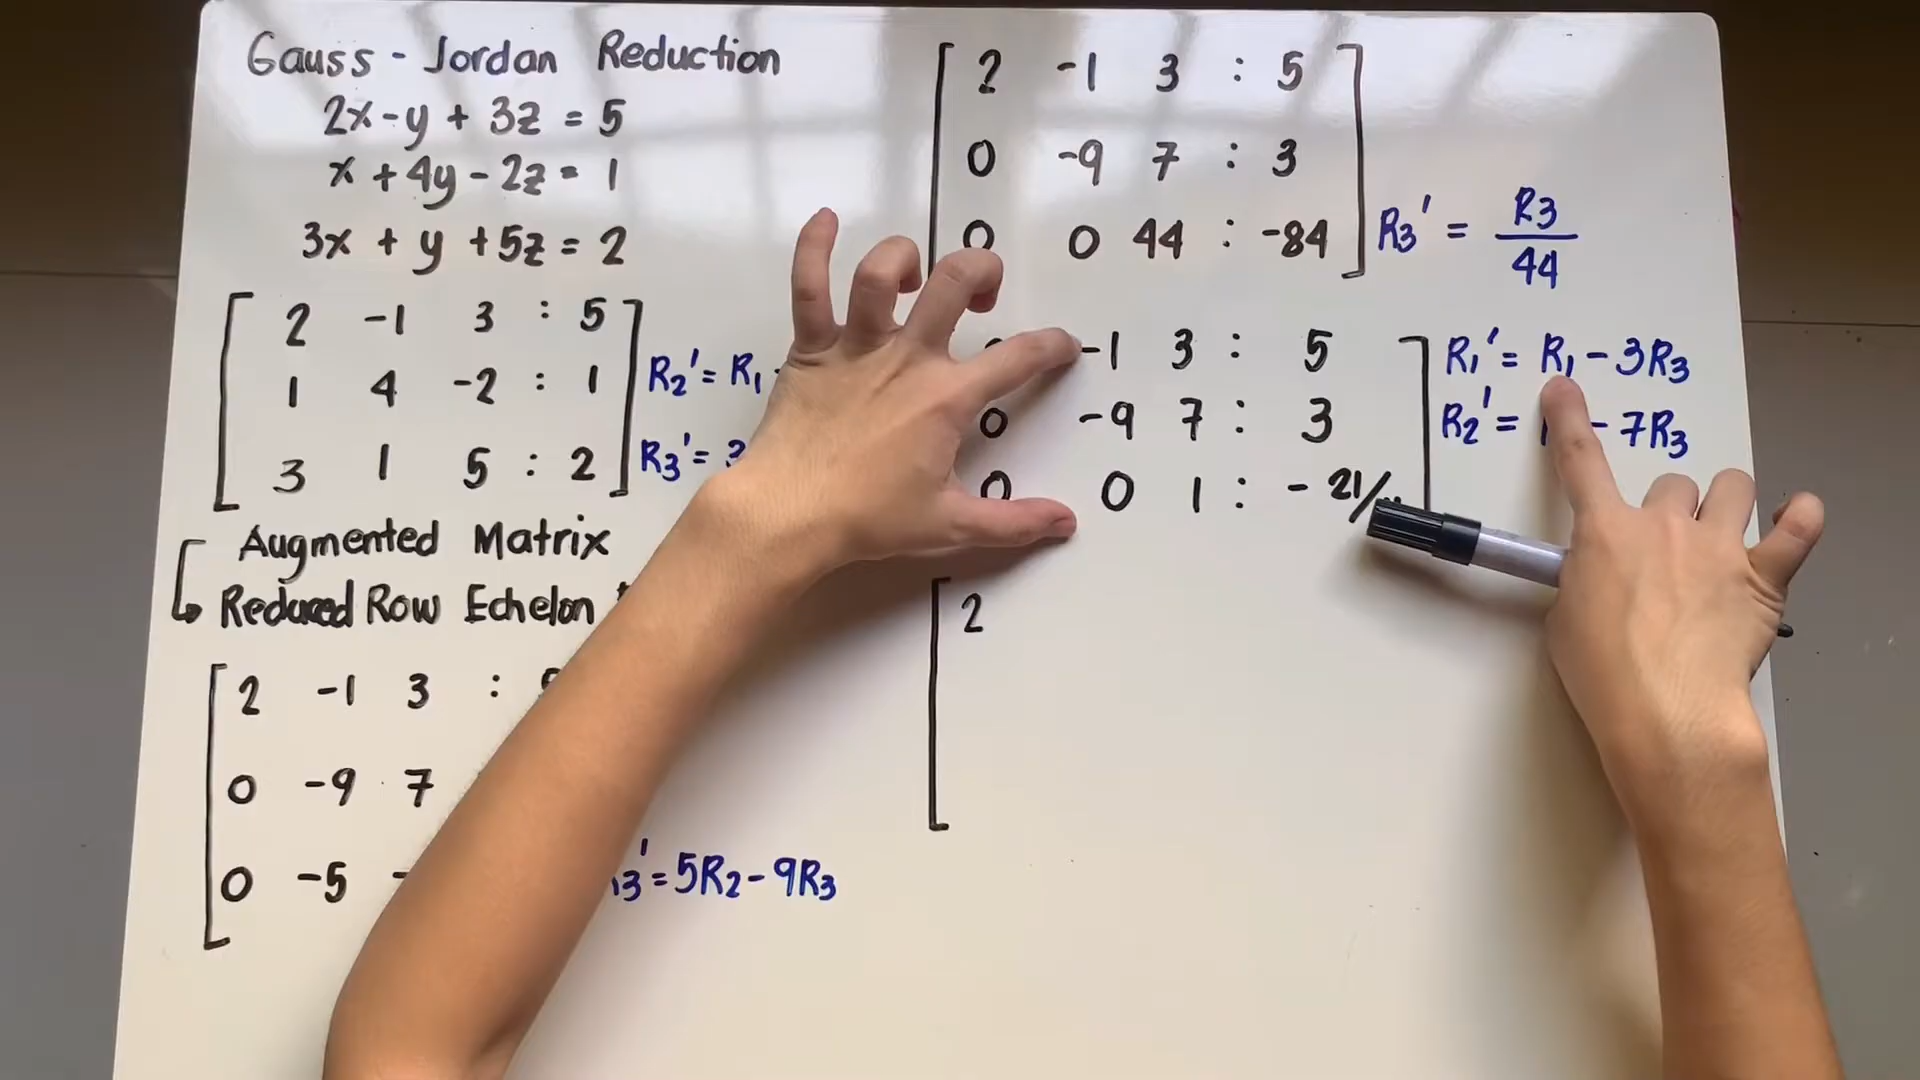 Gauss - Jordan Reduction
2x - y + 3z = 5
x + 4y - 2z = 1
3x + y + 5z = 2
2 -1 3 : 5
1 4 -2 : 1 R2' = R1
3 1 5 : 2 R3' = 3
Augmented Matrix
Reduced Row Echelon
2 -1 3 :
0 -9 7
0 -5
3' = 5R2 - 9R3
2 -1 3 : 5
0 -9 7 : 3
0 0 44 : -84 R3' = R3
44
-1 3 : 5 R1' = R1 - 3R3
0 -9 7 : 3 R2' = - 7R3
0 0 1 : - 21/
2